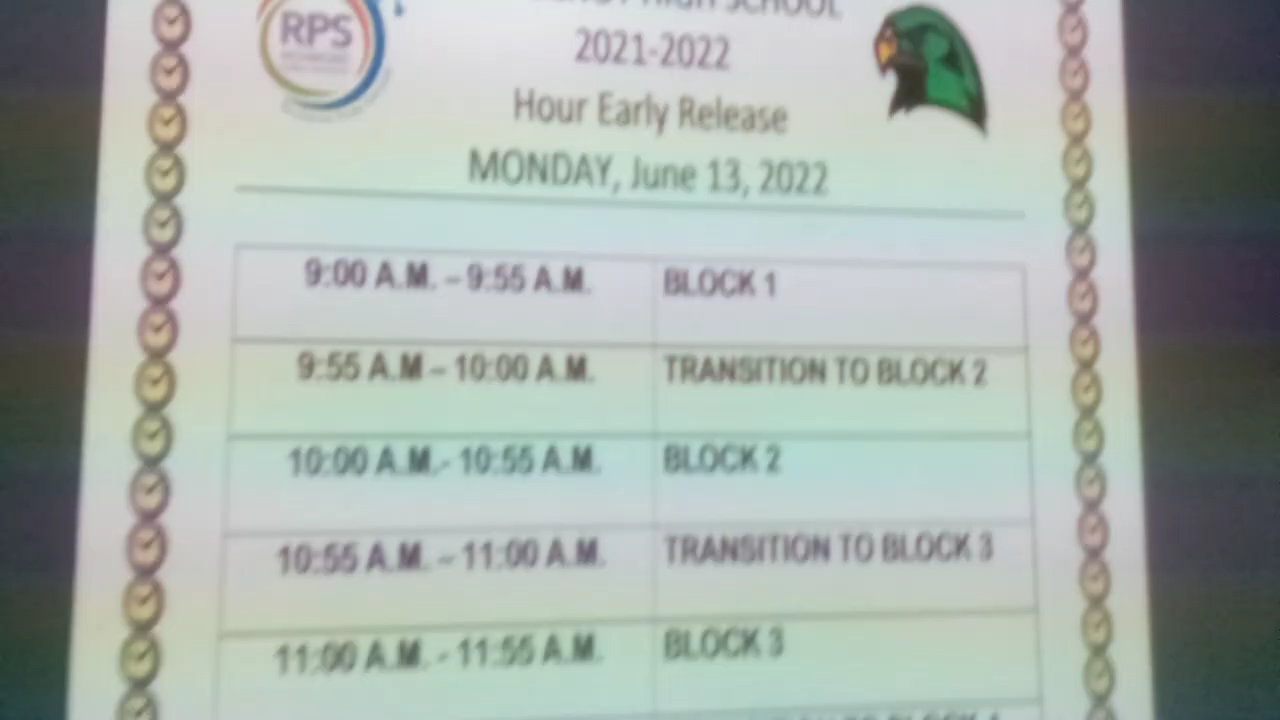 RPS
HIGH SCHOOL
2021-2022
Hour Early Release
MONDAY, June 13, 2022
9:00 A.M. – 9:55 A.M. BLOCK 1
9:55 A.M – 10:00 A.M. TRANSITION TO BLOCK 2
10:00 A.M.- 10:55 A.M. BLOCK 2
10:55 A.M. – 11:00 A.M. TRANSITION TO BLOCK 3
11:00 A.M. - 11:55 A.M. BLOCK 3